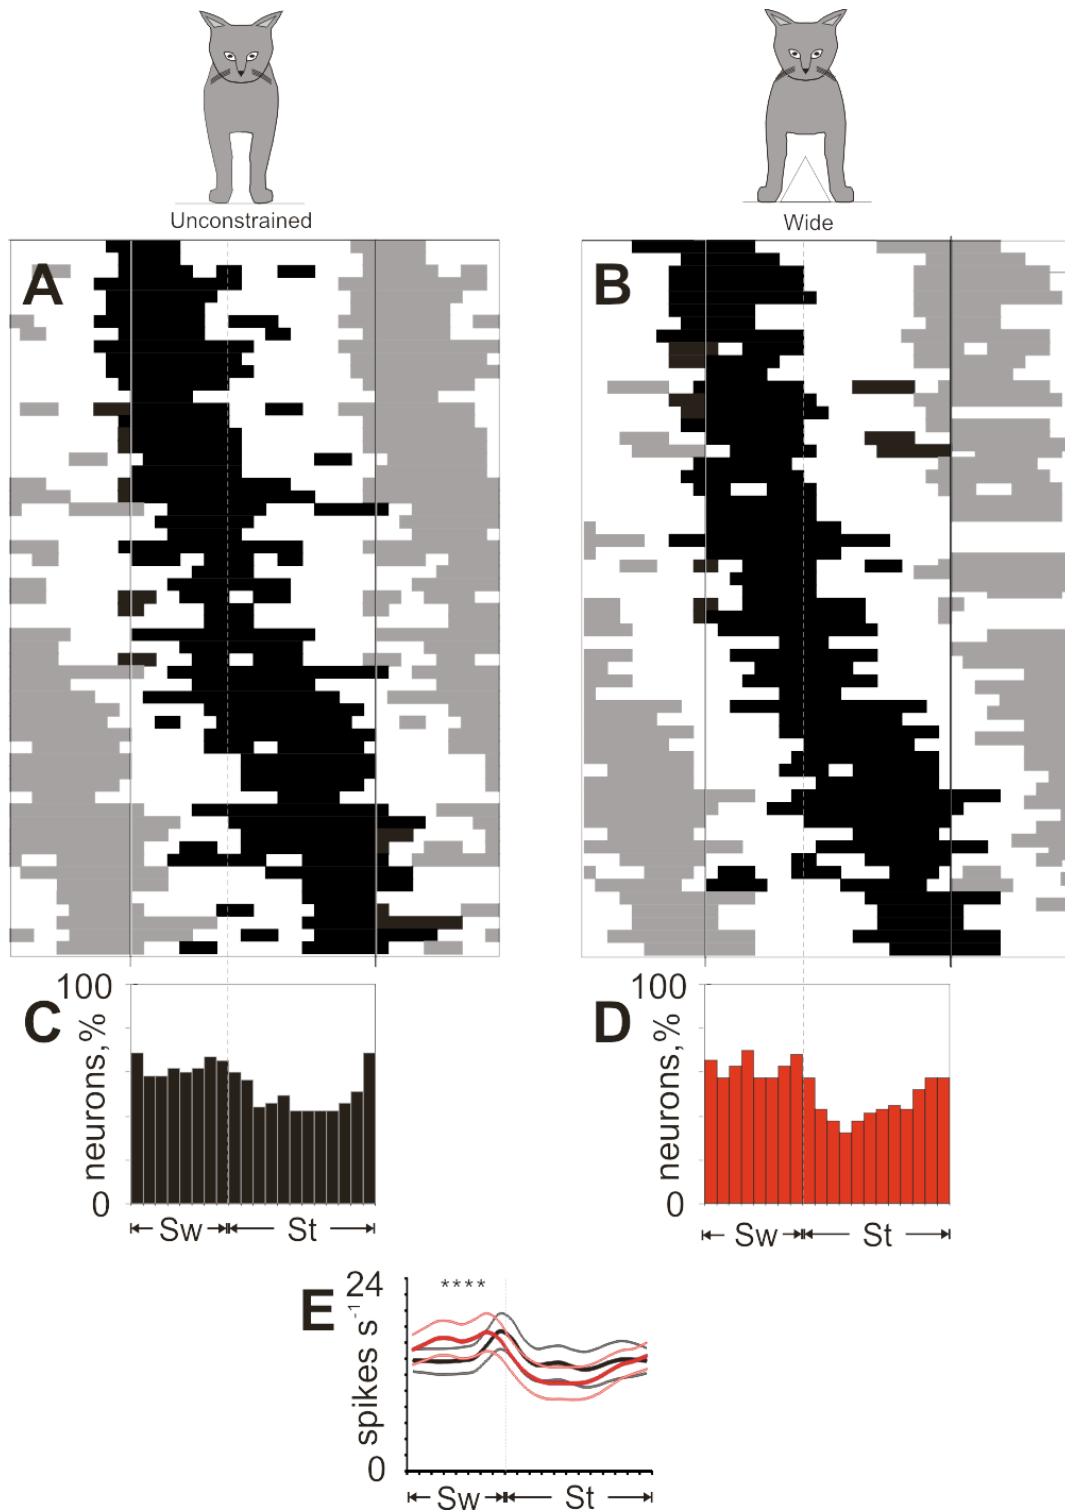 Unconstrained
Wide
A
B
100
C
neurons,%
0
Sw
St
100
D
neurons,%
0
Sw
St
E
24
****
spikes s⁻¹
0
Sw
St